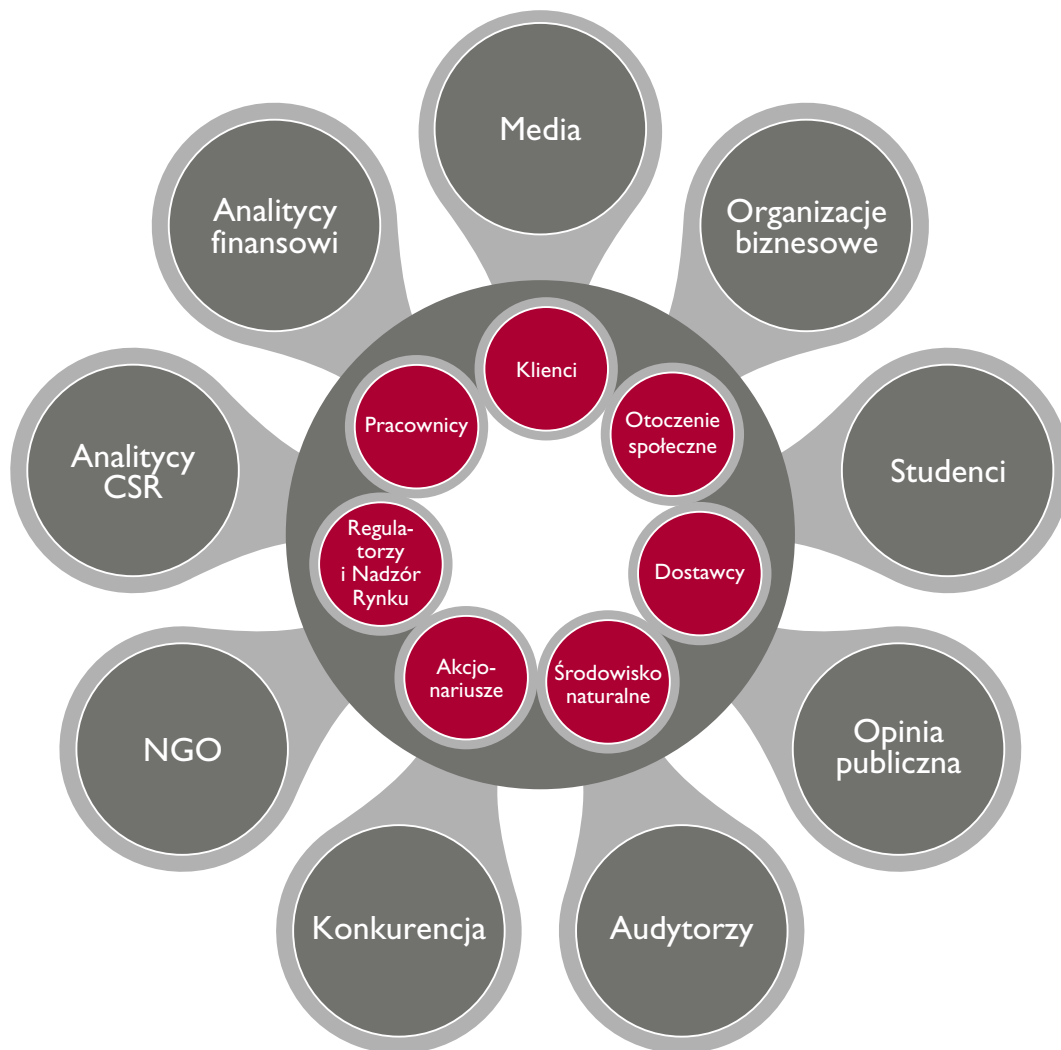 Media
Analitycy
finansowi
Organizacje
biznesowe
Klienci
Pracownicy
Otoczenie
społeczne
Analitycy
CSR
Studenci
Regula-
torzy
i Nadzór
Rynku
Dostawcy
Akcjo-
nariusze
Środowisko
naturalne
NGO
Opinia
publiczna
Konkurencja
Audytorzy